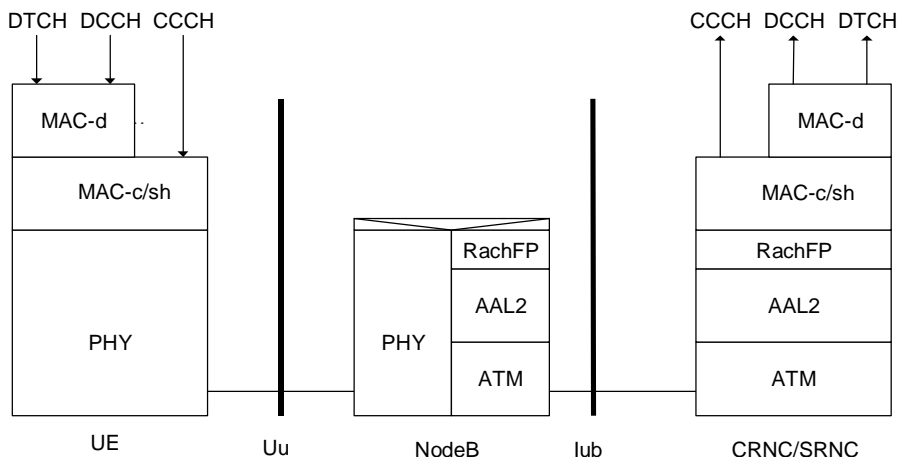 DTCH DCCH CCCH
CCCH DCCH DTCH
MAC-d
MAC-d
MAC-c/sh
MAC-c/sh
RachFP
RachFP
AAL2
AAL2
PHY
PHY
ATM
ATM
UE
Uu
NodeB
Iub
CRNC/SRNC